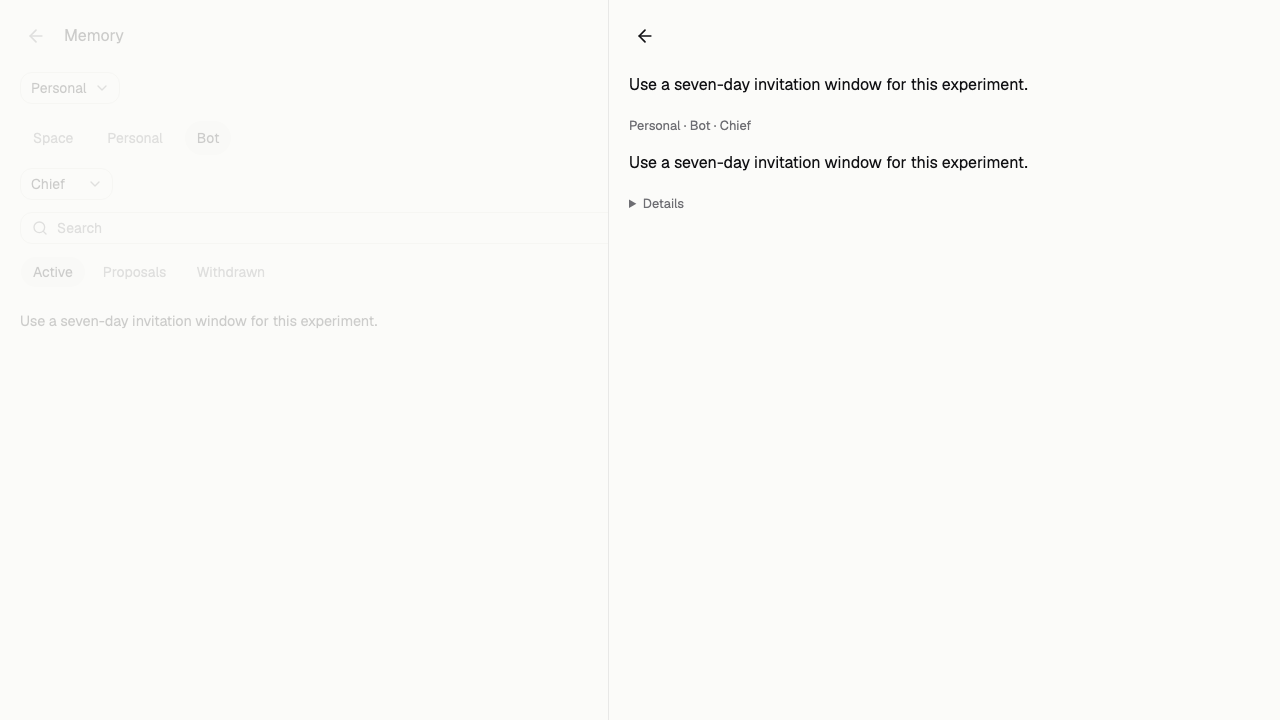 Memory
Personal
Space Personal Bot
Chief
Search
Active Proposals Withdrawn
Use a seven-day invitation window for this experiment.
Use a seven-day invitation window for this experiment.
Personal · Bot · Chief
Use a seven-day invitation window for this experiment.
Details